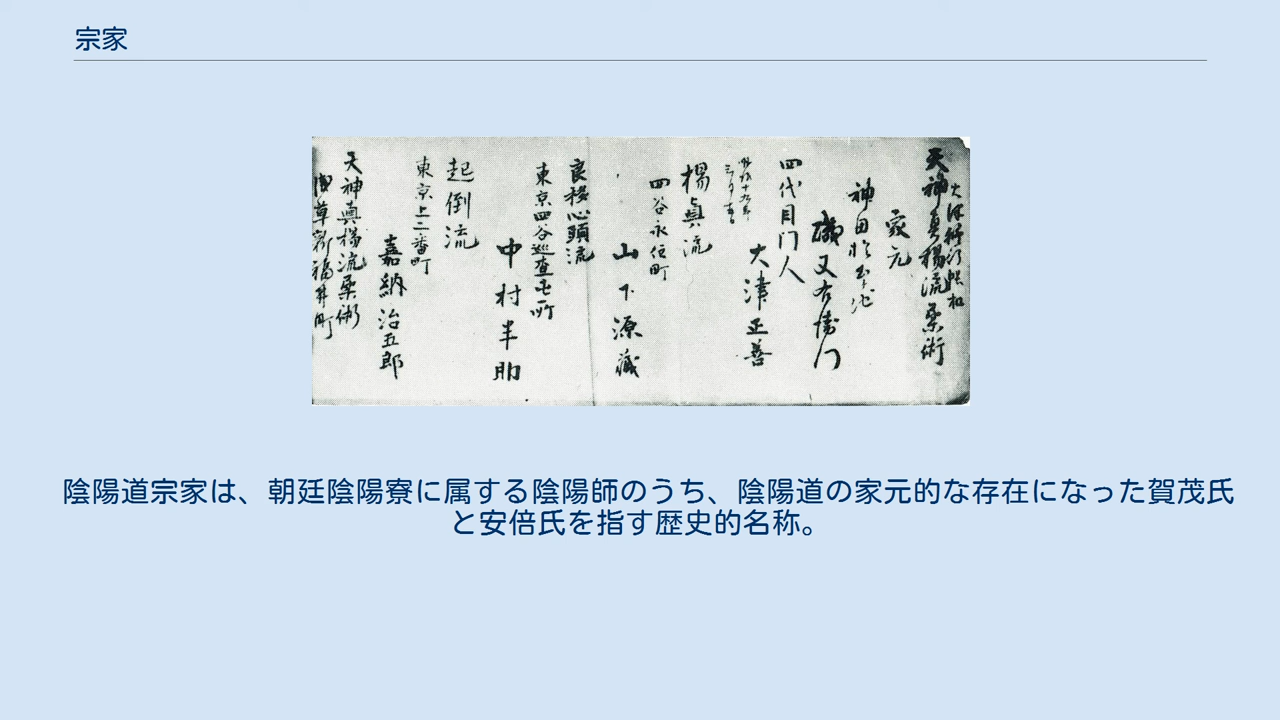 宗家
天神真楊流柔術
家元
神田於玉ケ池
磯又右衛門
四代目門人
大津正善
楊眞流
四谷永住町
山下源蔵
良移心頭流
東京四谷巡査屯所
中村半助
起倒流
東京上二番町
嘉納治五郎
天神真楊流柔術
陰陽道宗家は、朝廷陰陽寮に属する陰陽師のうち、陰陽道の家元的な存在になった賀茂氏
と安倍氏を指す歴史的名称。